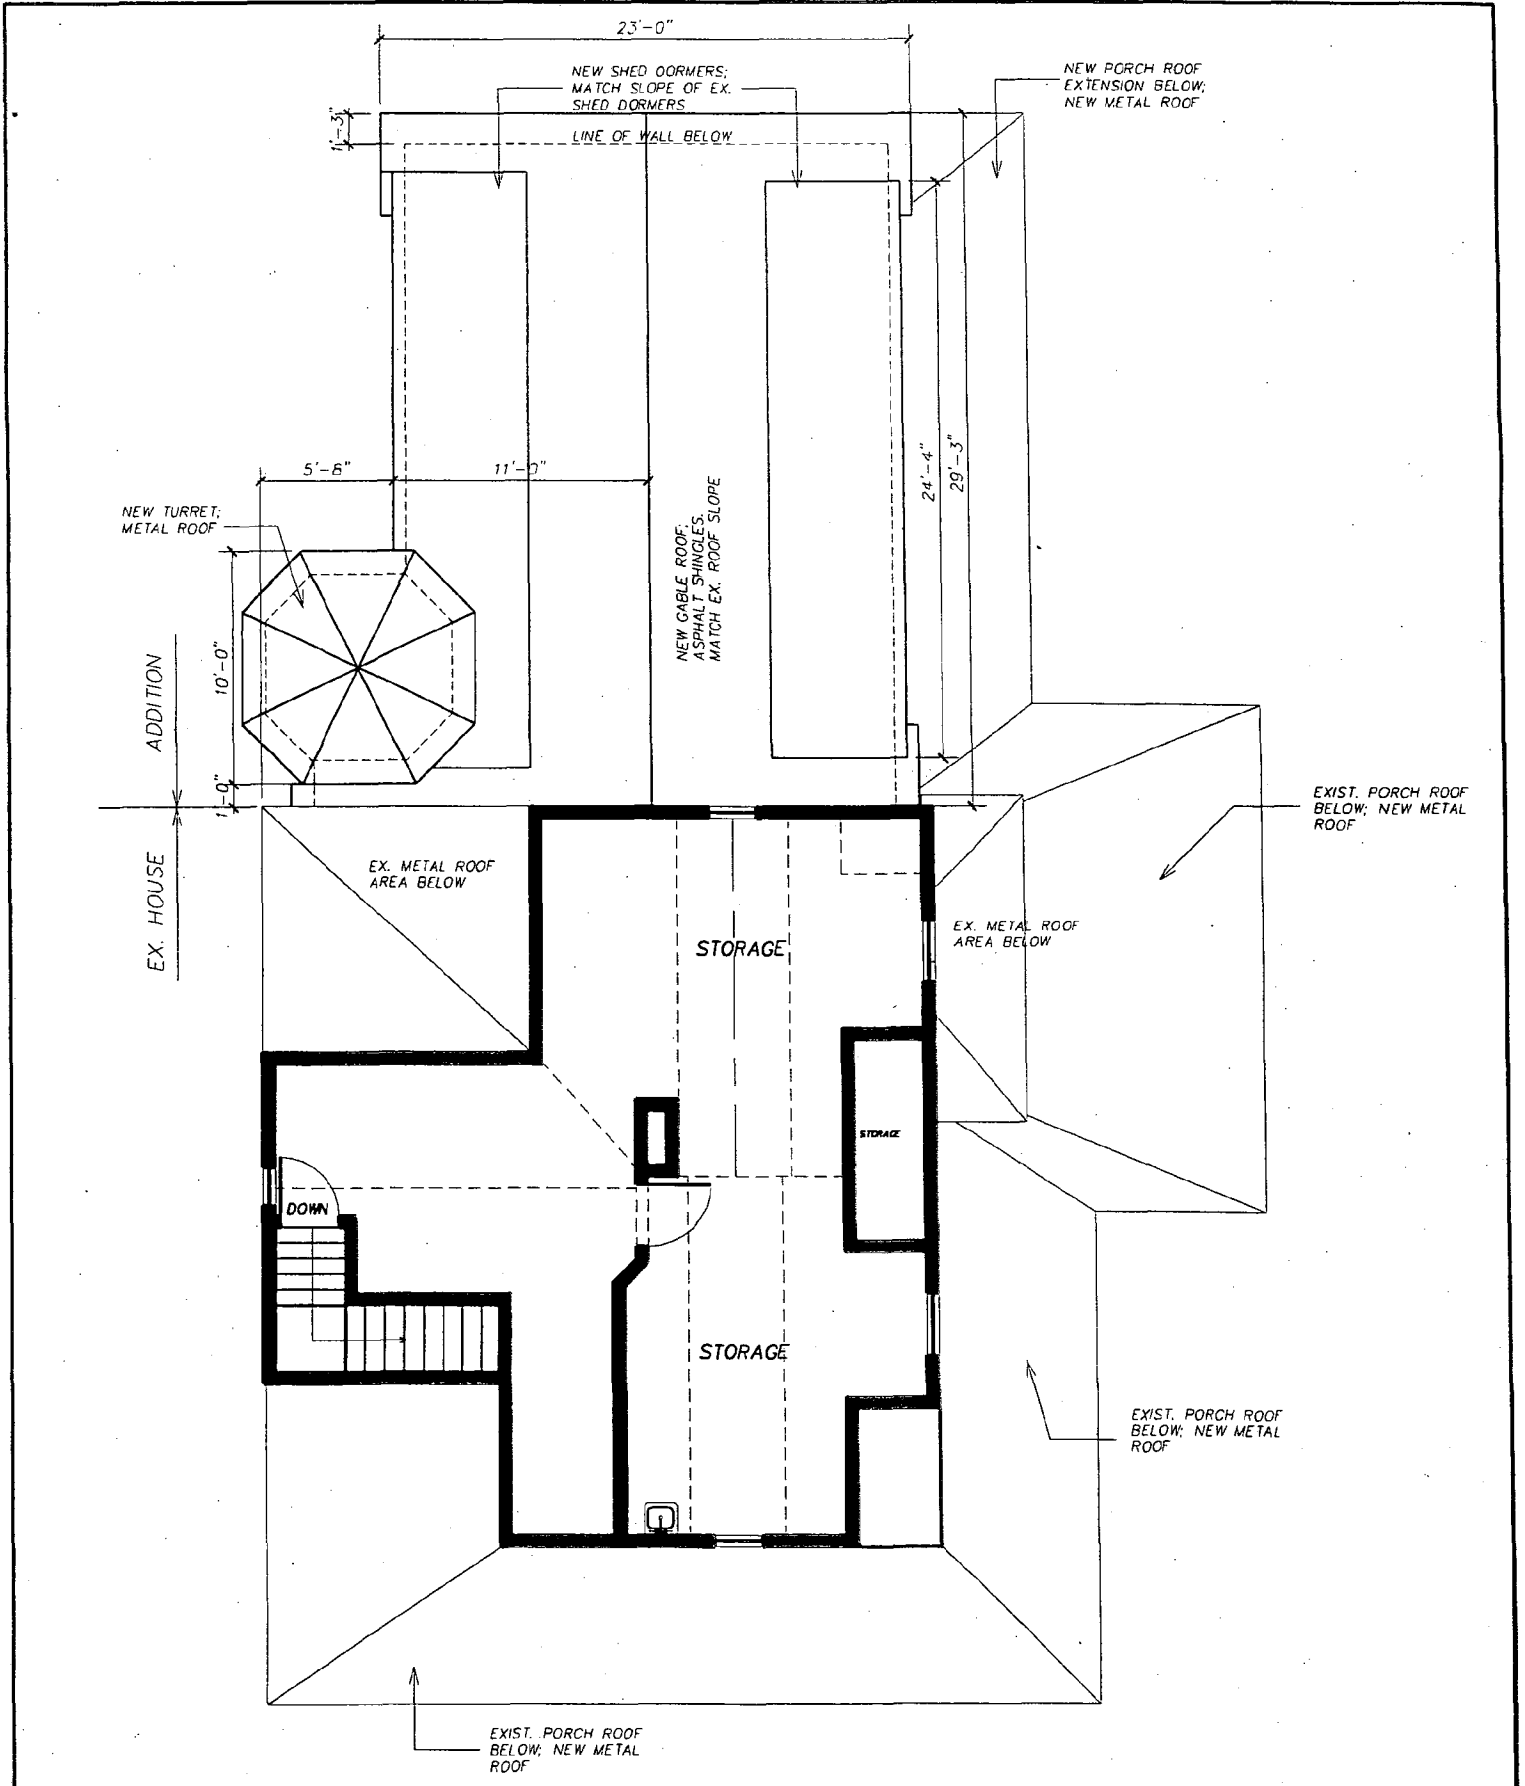 23'-0"
NEW SHED DORMERS;
MATCH SLOPE OF EX.
SHED DORMERS
NEW PORCH ROOF
EXTENSION BELOW;
NEW METAL ROOF
1'-3"
LINE OF WALL BELOW
5'-8"
11'-0"
24'-4"
29'-3"
NEW TURRET;
METAL ROOF
NEW GABLE ROOF;
ASPHALT SHINGLES.
MATCH EX. ROOF SLOPE
10'-0"
ADDITION
1'-0"
EX. HOUSE
EX. METAL ROOF
AREA BELOW
EXIST. PORCH ROOF
BELOW; NEW METAL
ROOF
STORAGE
EX. METAL ROOF
AREA BELOW
STORAGE
DOWN
STORAGE
EXIST. PORCH ROOF
BELOW; NEW METAL
ROOF
EXIST. PORCH ROOF
BELOW; NEW METAL
ROOF